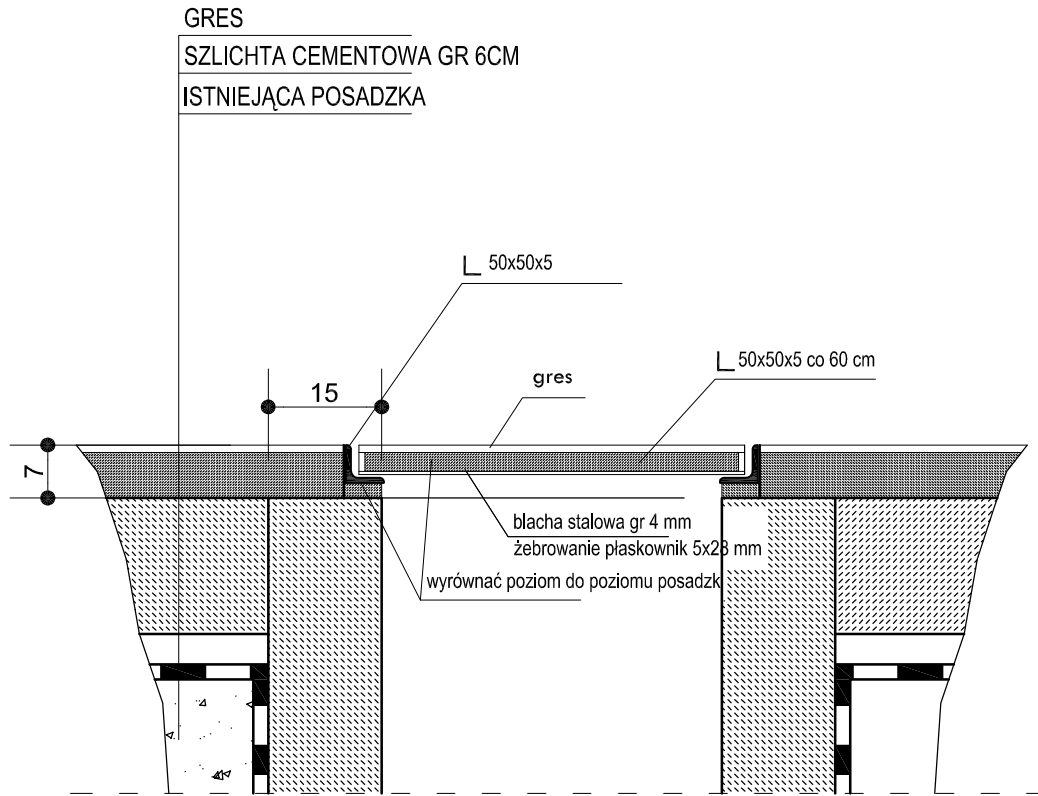 GRES
SZLICHTA CEMENTOWA GR 6CM
ISTNIEJĄCA POSADZKA
50x50x5
50x50x5 co 60 cm
gres
15
7
blacha stalowa gr 4 mm
żebrowanie płaskownik 5x28 mm
wyrównać poziom do poziomu posadzk